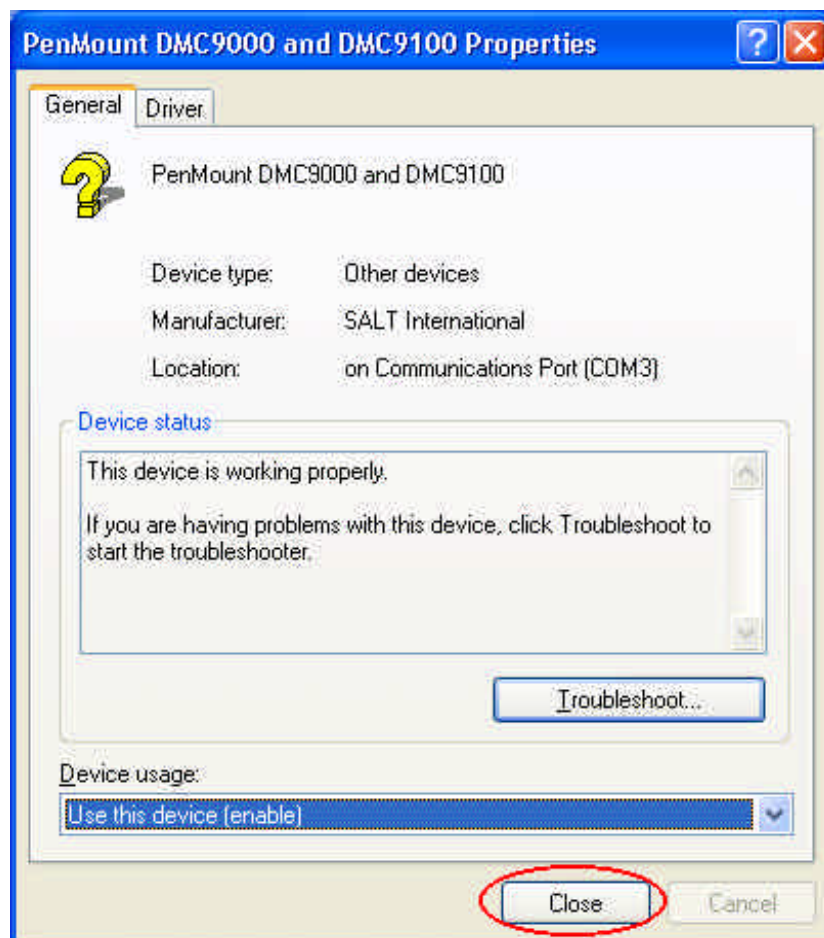 PenMount DMC9000 and DMC9100 Properties
General Driver
PenMount DMC9000 and DMC9100
Device type: Other devices
Manufacturer: SALT International
Location: on Communications Port (COM3)
Device status
This device is working properly.
If you are having problems with this device, click Troubleshoot to
start the troubleshooter.
Troubleshoot...
Device usage:
Use this device (enable)
Close Cancel